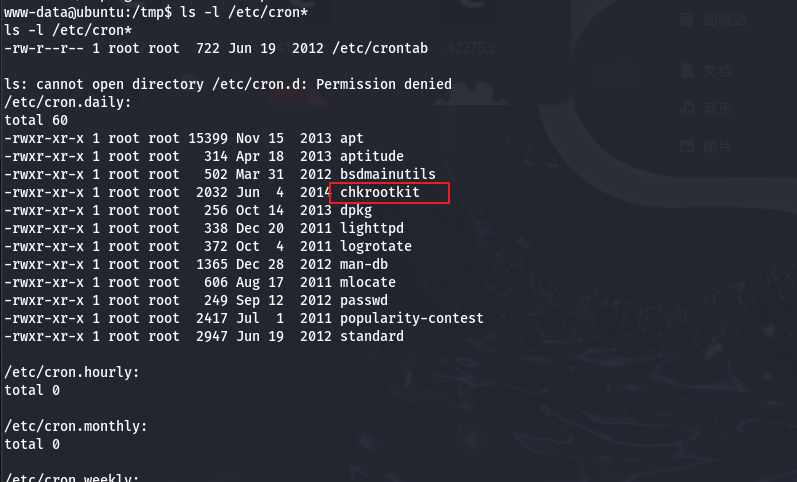 www-data@ubuntu:/tmp$ ls -l /etc/cron*
ls -l /etc/cron*
-rw-r--r-- 1 root root  722 Jun 19  2012 /etc/crontab
42275.c
ls: cannot open directory /etc/cron.d: Permission denied
/etc/cron.daily:
total 60
-rwxr-xr-x 1 root root 15399 Nov 15  2013 apt
-rwxr-xr-x 1 root root   314 Apr 18  2013 aptitude
-rwxr-xr-x 1 root root   502 Mar 31  2012 bsdmainutils
-rwxr-xr-x 1 root root  2032 Jun  4  2014 chkrootkit
-rwxr-xr-x 1 root root   256 Oct 14  2013 dpkg
-rwxr-xr-x 1 root root   338 Dec 20  2011 lighttpd
-rwxr-xr-x 1 root root   372 Oct  4  2011 logrotate
-rwxr-xr-x 1 root root  1365 Dec 28  2012 man-db
-rwxr-xr-x 1 root root   606 Aug 17  2011 mlocate
-rwxr-xr-x 1 root root   249 Sep 12  2012 passwd
-rwxr-xr-x 1 root root  2417 Jul  1  2011 popularity-contest
-rwxr-xr-x 1 root root  2947 Jun 19  2012 standard
/etc/cron.hourly:
total 0
/etc/cron.monthly:
total 0
/etc/cron.weekly:
回收站
文档
音乐
图片